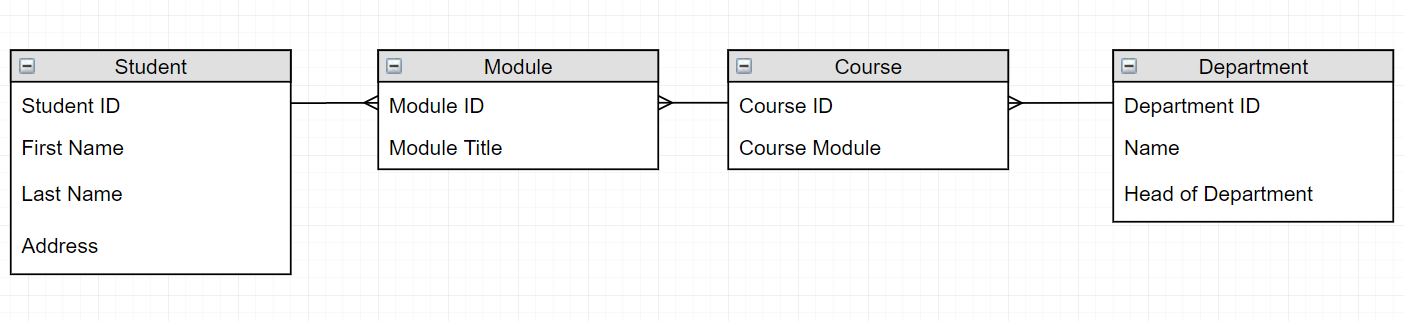 Student
Student ID
First Name
Last Name
Address
Module
Module ID
Module Title
Course
Course ID
Course Module
Department
Department ID
Name
Head of Department